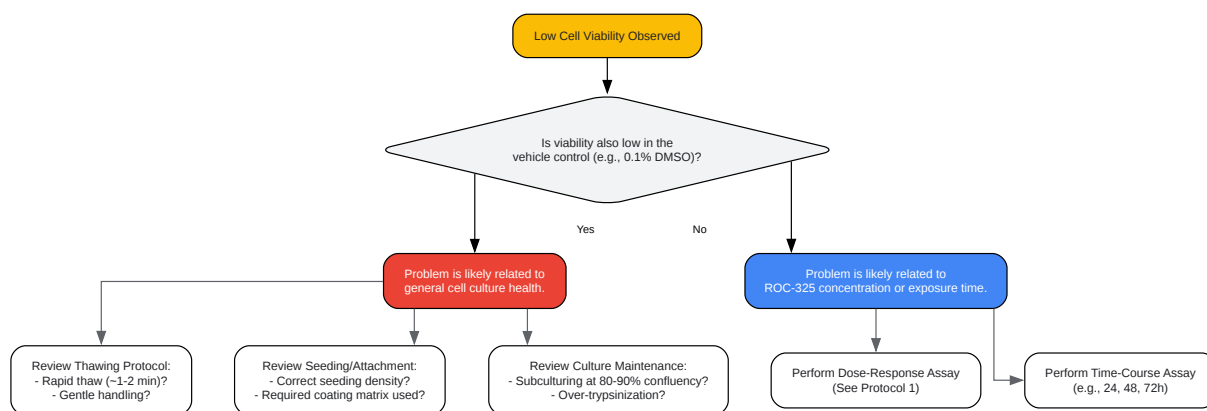 Low Cell Viability Observed
Is viability also low in the
vehicle control (e.g., 0.1% DMSO)?
Yes
No
Problem is likely related to
general cell culture health.
Problem is likely related to
ROC-325 concentration or exposure time.
Review Thawing Protocol:
- Rapid thaw (~1-2 min)?
- Gentle handling?
Review Seeding/Attachment:
- Correct seeding density?
- Required coating matrix used?
Review Culture Maintenance:
- Subculturing at 80-90% confluency?
- Over-trypsinization?
Perform Dose-Response Assay
(See Protocol 1)
Perform Time-Course Assay
(e.g., 24, 48, 72h)